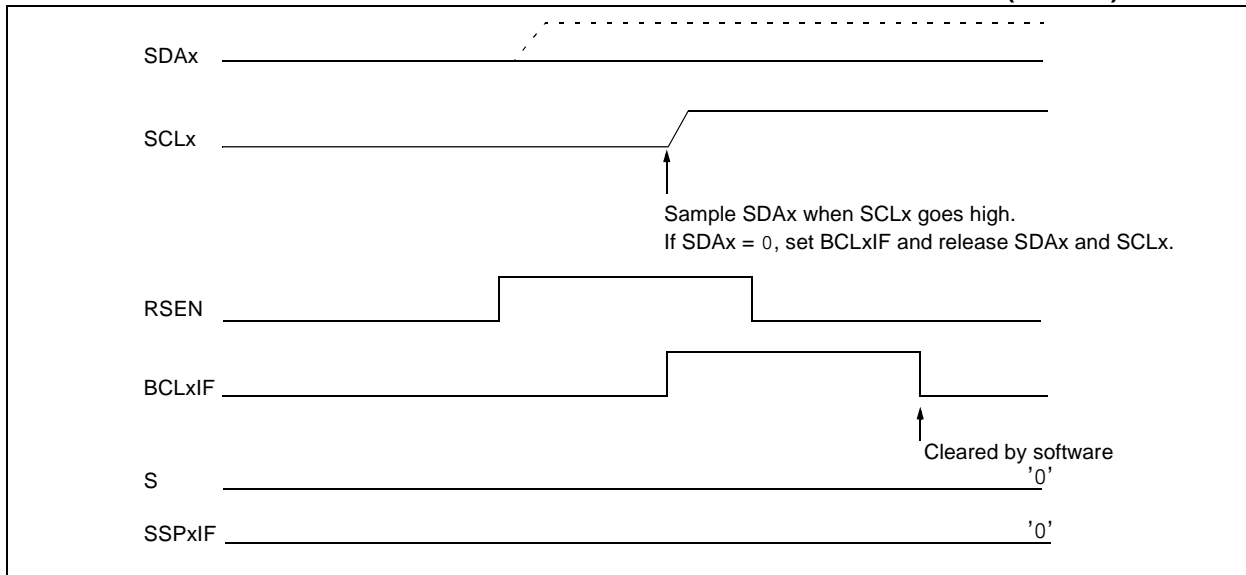 SDAx
SCLx
Sample SDAx when SCLx goes high.
If SDAx = 0, set BCLxIF and release SDAx and SCLx.
RSEN
BCLxIF
Cleared by software
S
'0'
SSPxIF
'0'